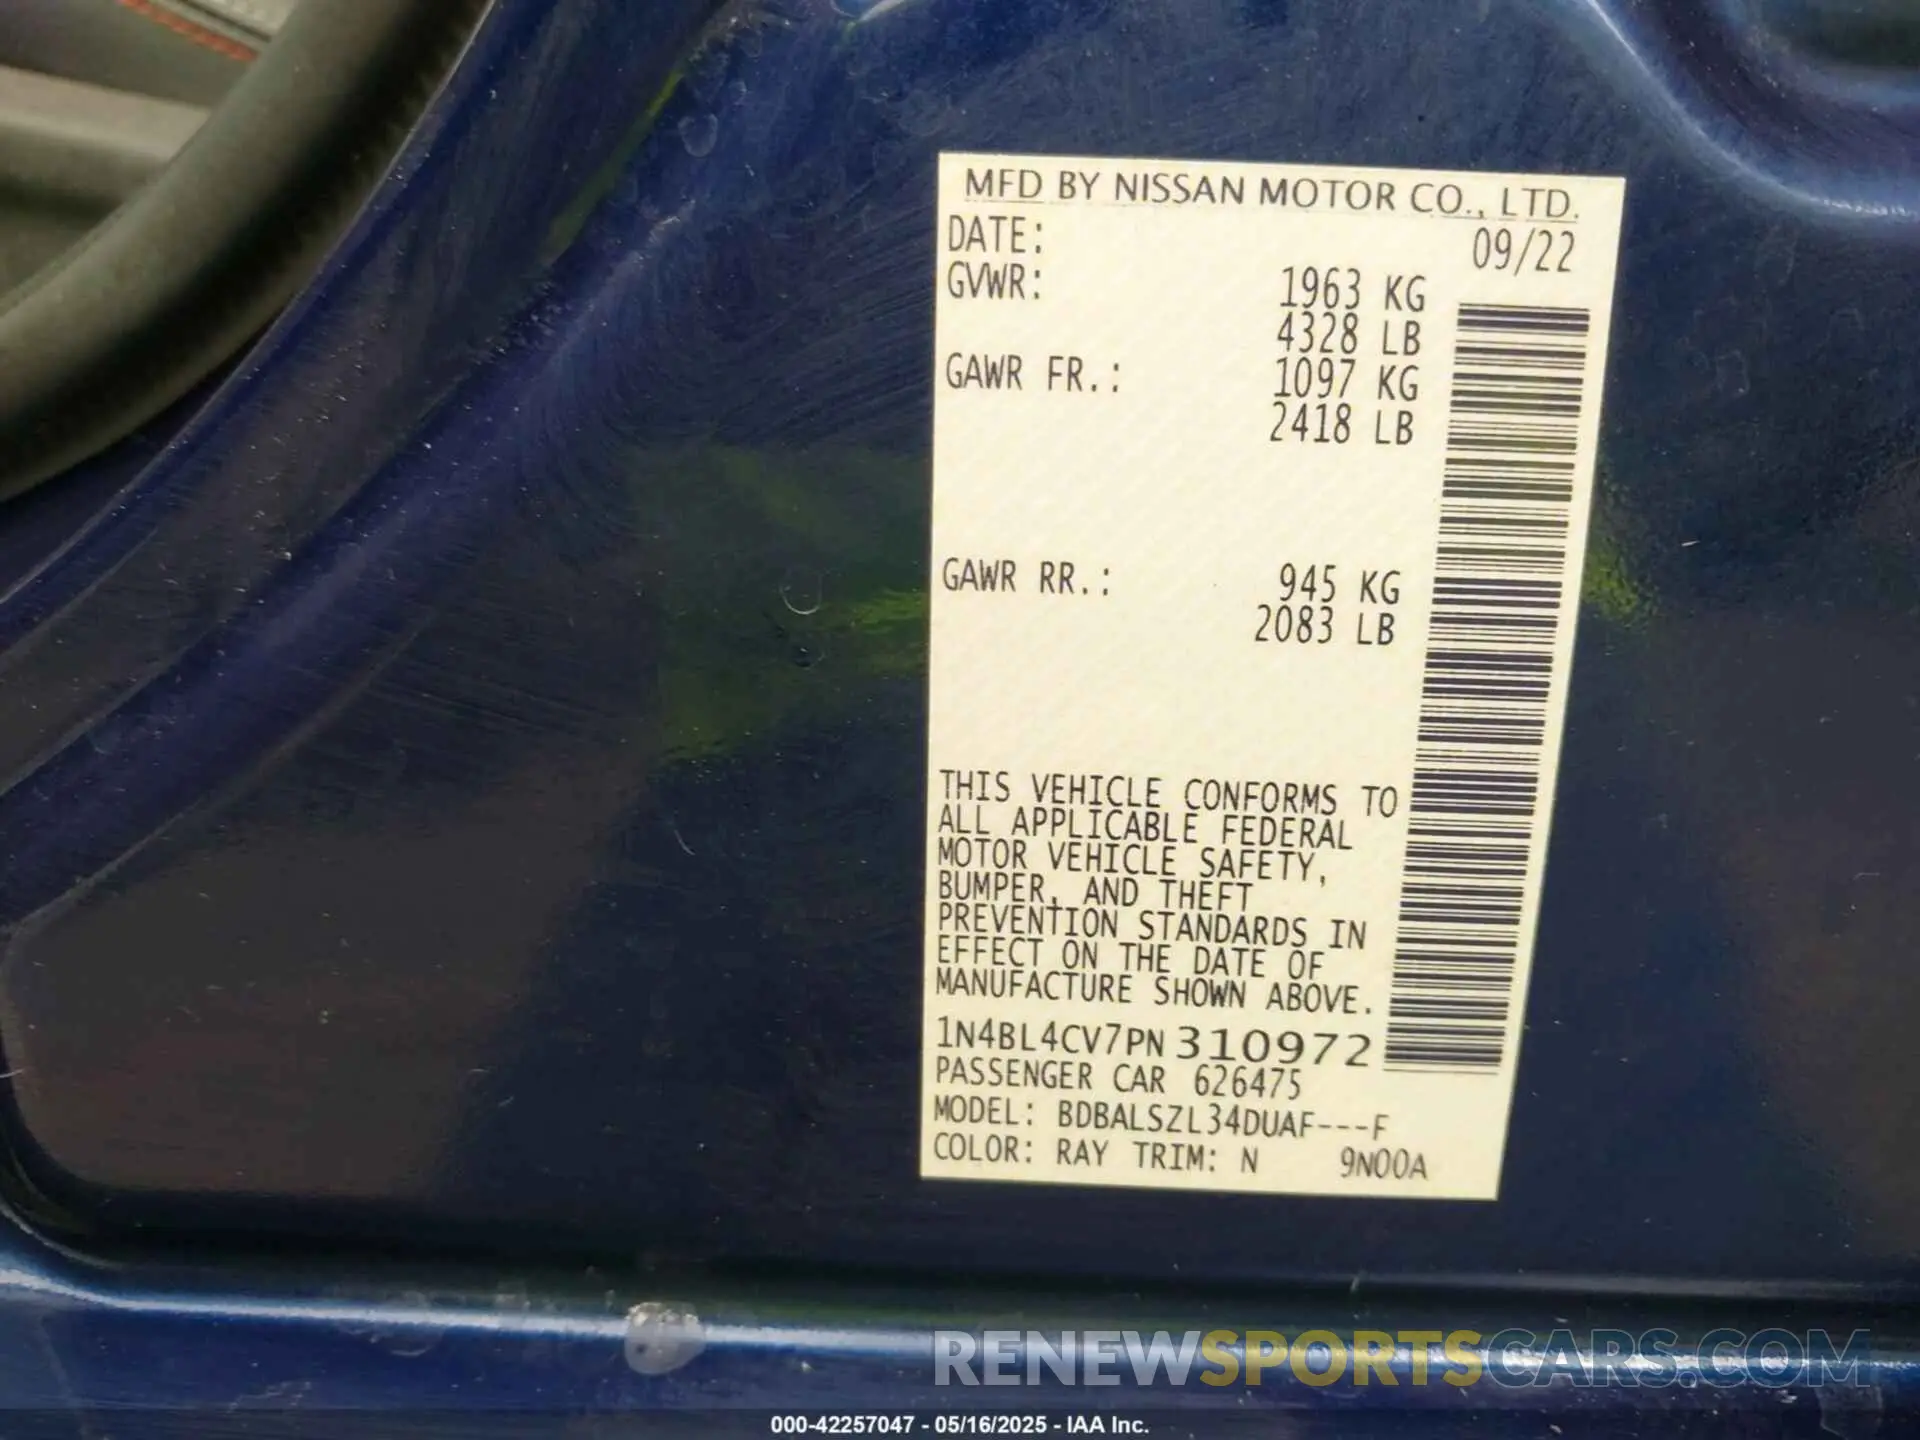 MFD BY NISSAN MOTOR CO., LTD.
DATE: 09/22
GVWR: 1963 KG
4328 LB
GAWR FR.: 1097 KG
2418 LB
GAWR RR.: 945 KG
2083 LB
THIS VEHICLE CONFORMS TO
ALL APPLICABLE FEDERAL
MOTOR VEHICLE SAFETY,
BUMPER, AND THEFT
PREVENTION STANDARDS IN
EFFECT ON THE DATE OF
MANUFACTURE SHOWN ABOVE.
1N4BL4CV7PN310972
PASSENGER CAR 626475
MODEL: BDBALSZL34DUAF---F
COLOR: RAY TRIM: N 9N00A
RENEWSPORTSCARS.COM
000-42257047 - 05/16/2025 - IAA Inc.